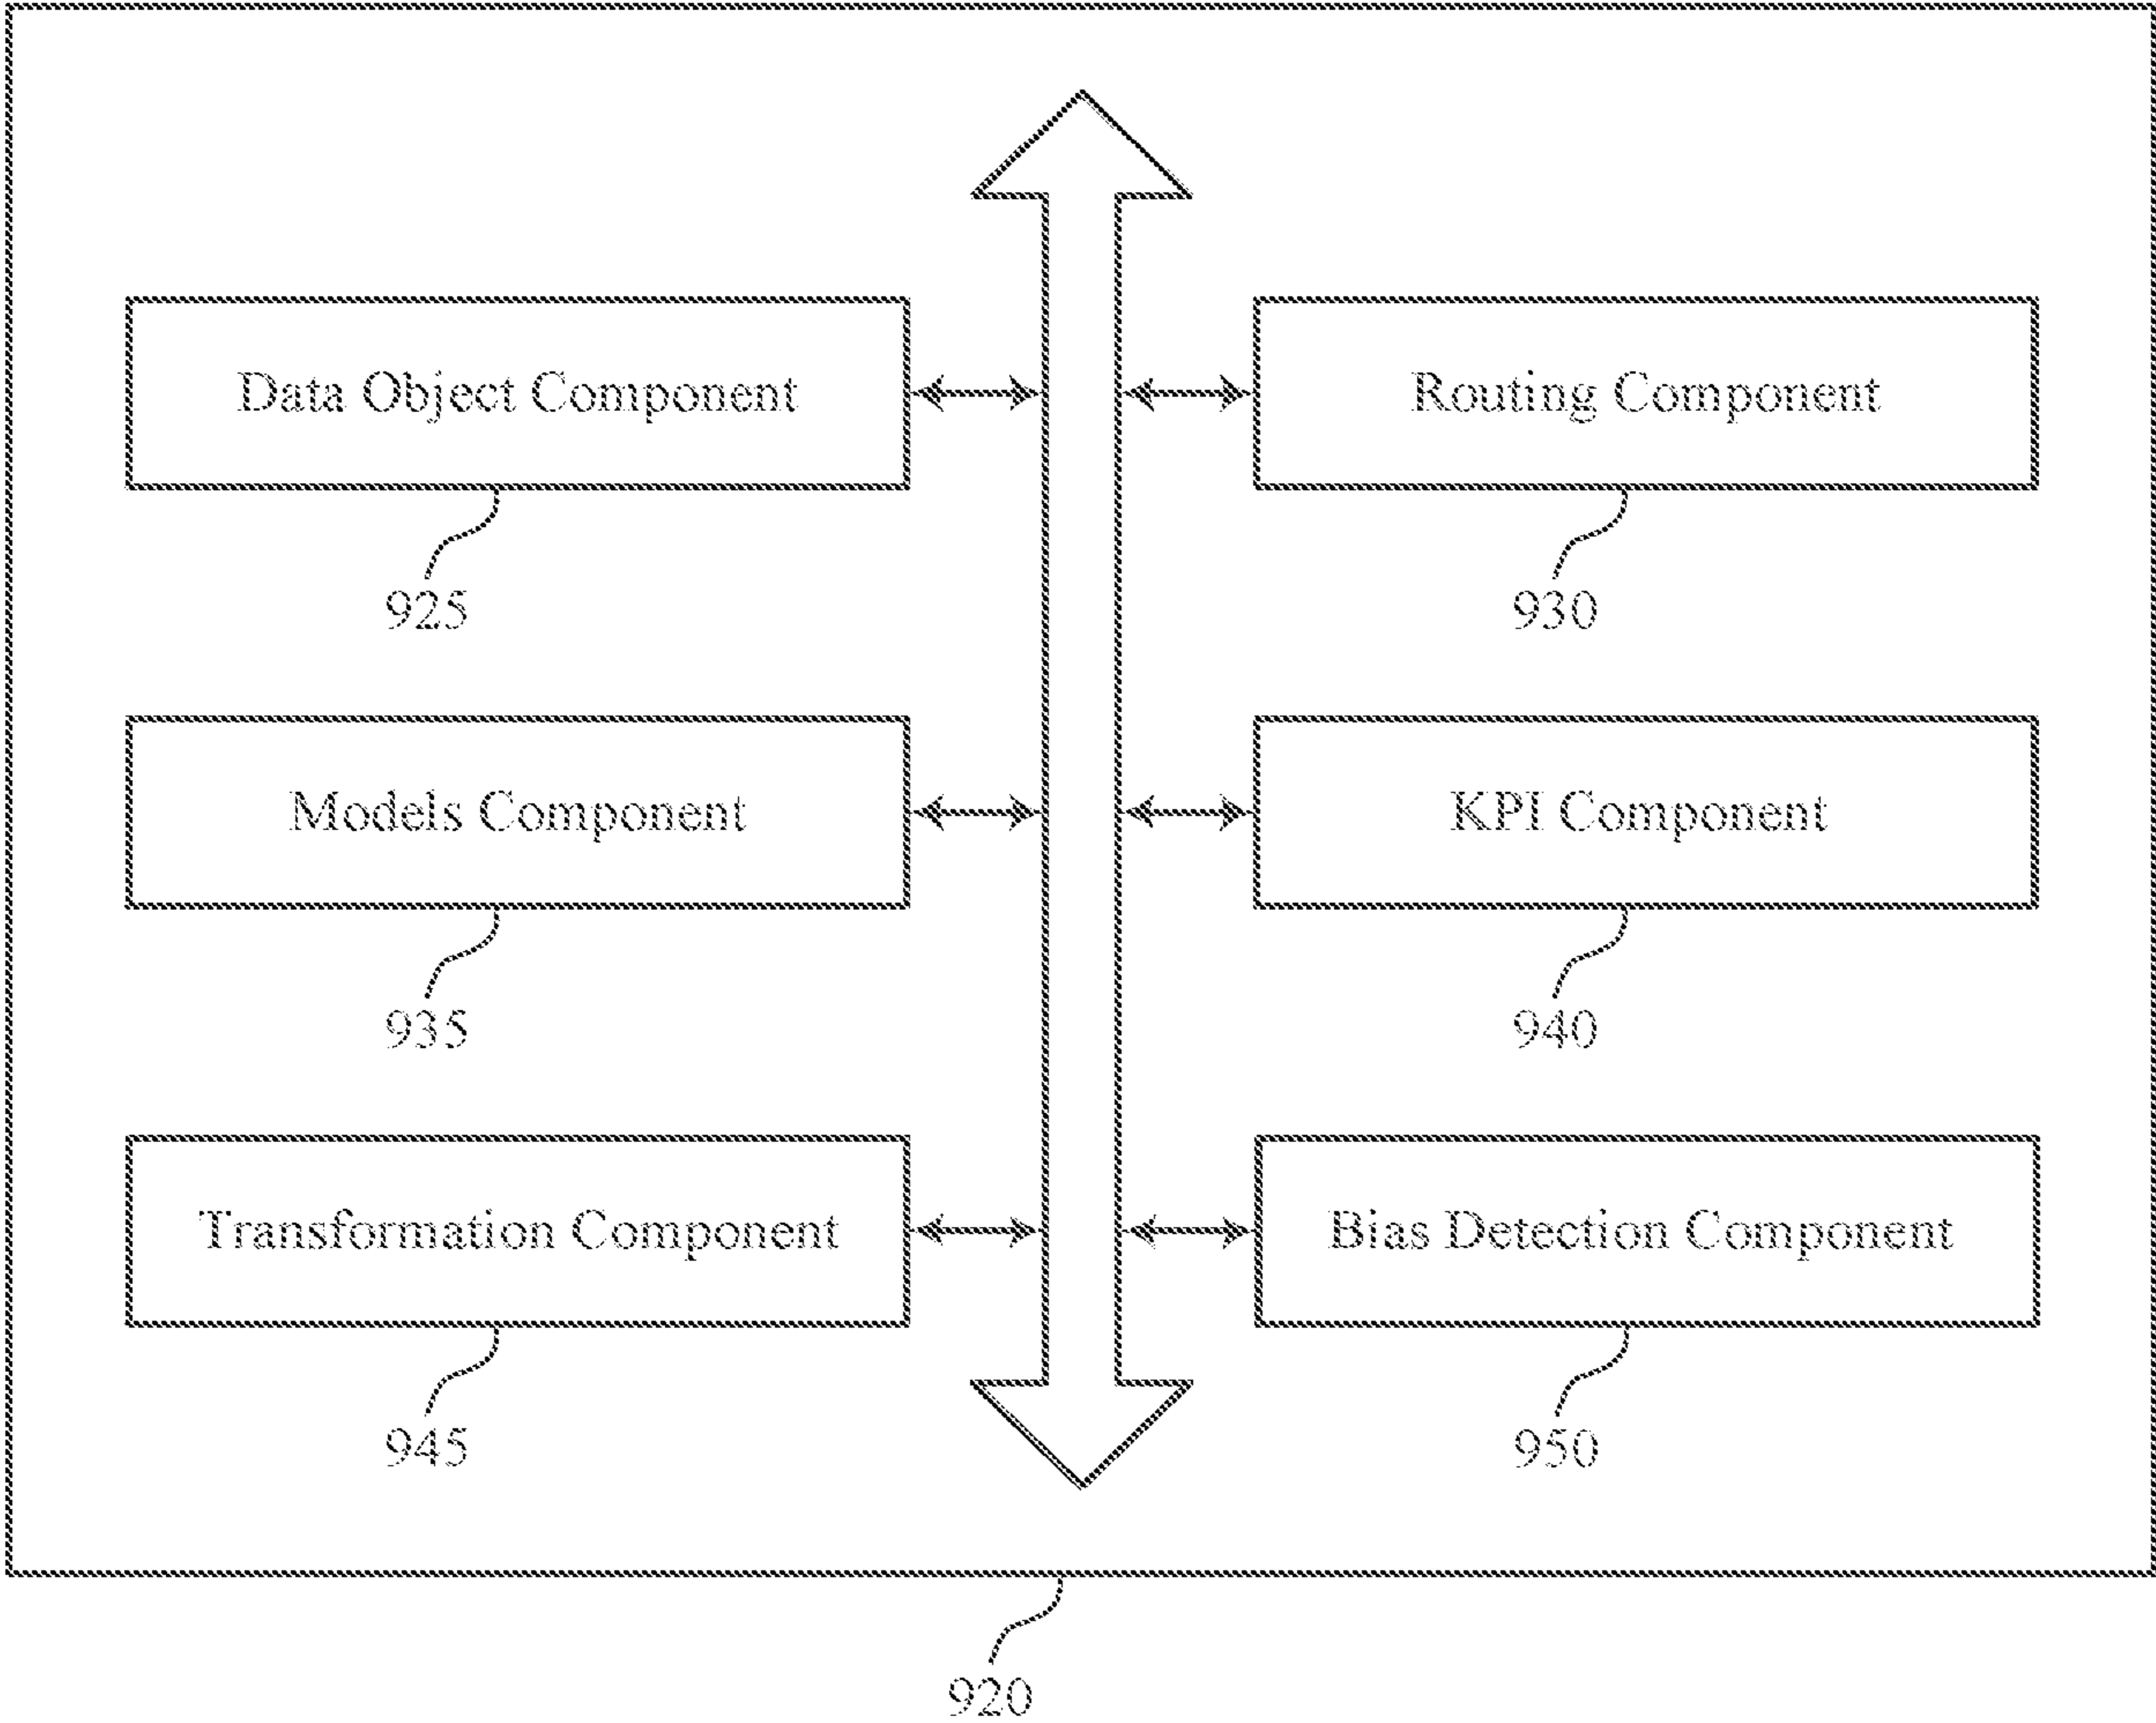 Data Object Component
Routing Component
925
930
Models Component
KPI Component
935
940
Transformation Component
Bias Detection Component
945
950
920